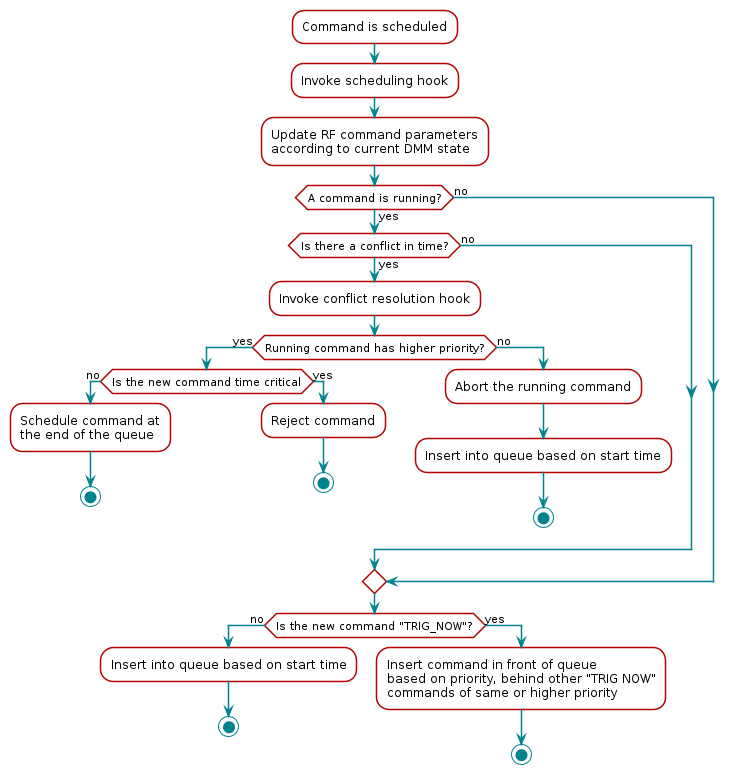 Command is scheduled
Invoke scheduling hook
Update RF command parameters
according to current DMM state
A command is running?
no
yes
Is there a conflict in time?
no
yes
Invoke conflict resolution hook
yes
Running command has higher priority?
no
no
Is the new command time critical
yes
Abort the running command
Schedule command at
the end of the queue
Reject command
Insert into queue based on start time
no
Is the new command "TRIG_NOW"?
yes
Insert into queue based on start time
Insert command in front of queue
based on priority, behind other "TRIG NOW"
commands of same or higher priority